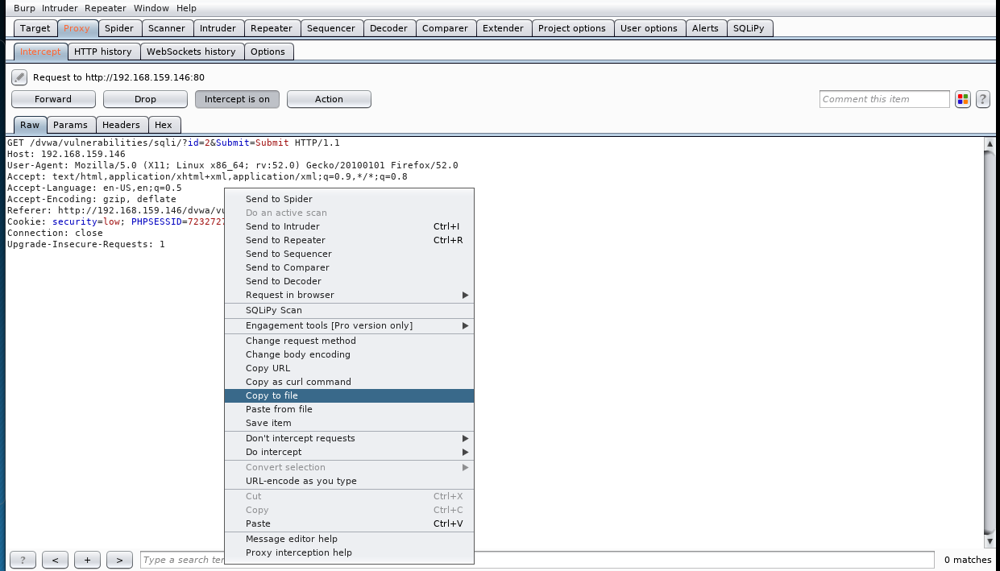 Burp Intruder Repeater Window Help
Target Proxy Spider Scanner Intruder Repeater Sequencer Decoder Comparer Extender Project options User options Alerts SQLiPy
Intercept HTTP history WebSockets history Options
Request to http://192.168.159.146:80
Forward Drop Intercept is on Action Comment this item ?
Raw Params Headers Hex
GET /dvwa/vulnerabilities/sqli/?id=2&Submit=Submit HTTP/1.1
Host: 192.168.159.146
User-Agent: Mozilla/5.0 (X11; Linux x86_64; rv:52.0) Gecko/20100101 Firefox/52.0
Accept: text/html,application/xhtml+xml,application/xml;q=0.9,*/*;q=0.8
Accept-Language: en-US,en;q=0.5
Accept-Encoding: gzip, deflate
Referer: http://192.168.159.146/dvwa/vu
Cookie: security=low; PHPSESSID=7232727
Connection: close
Upgrade-Insecure-Requests: 1
Send to Spider
Do an active scan
Send to Intruder Ctrl+I
Send to Repeater Ctrl+R
Send to Sequencer
Send to Comparer
Send to Decoder
Request in browser
SQLiPy Scan
Engagement tools [Pro version only]
Change request method
Change body encoding
Copy URL
Copy as curl command
Copy to file
Paste from file
Save item
Don't intercept requests
Do intercept
Convert selection
URL-encode as you type
Cut Ctrl+X
Copy Ctrl+C
Paste Ctrl+V
Message editor help
Proxy interception help
? < + > Type a search ter 0 matches